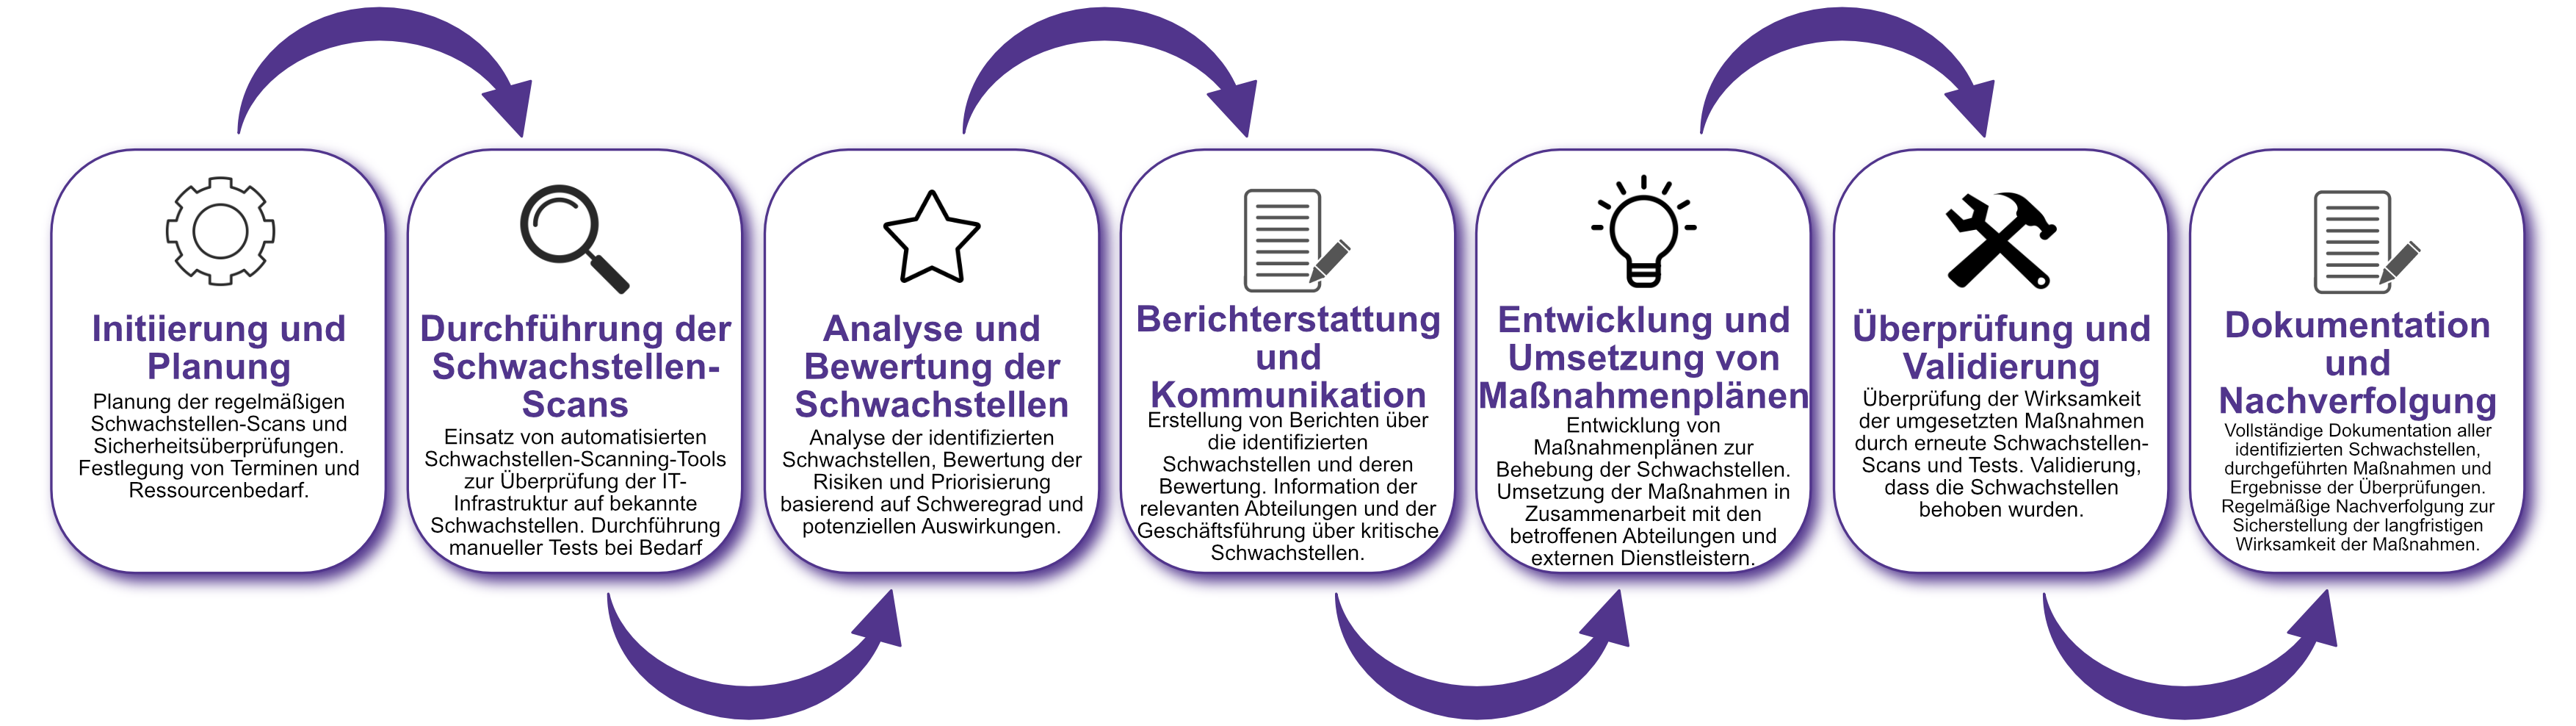 Initiierung und
Planung
Planung der regelmäßigen
Schwachstellen-Scans und
Sicherheitsüberprüfungen.
Festlegung von Terminen und
Ressourcenbedarf.
Durchführung der
Schwachstellen-
Scans
Einsatz von automatisierten
Schwachstellen-Scanning-Tools
zur Überprüfung der IT-
Infrastruktur auf bekannte
Schwachstellen. Durchführung
manueller Tests bei Bedarf
Analyse und
Bewertung der
Schwachstellen
Analyse der identifizierten
Schwachstellen, Bewertung der
Risiken und Priorisierung
basierend auf Schweregrad und
potenziellen Auswirkungen.
Berichterstattung
und
Kommunikation
Erstellung von Berichten über
die identifizierten
Schwachstellen und deren
Bewertung. Information der
relevanten Abteilungen und der
Geschäftsführung über kritische
Schwachstellen.
Entwicklung und
Umsetzung von
Maßnahmenplänen
Entwicklung von
Maßnahmenplänen zur
Behebung der Schwachstellen.
Umsetzung der Maßnahmen in
Zusammenarbeit mit den
betroffenen Abteilungen und
externen Dienstleistern.
Überprüfung und
Validierung
Überprüfung der Wirksamkeit
der umgesetzten Maßnahmen
durch erneute Schwachstellen-
Scans und Tests. Validierung,
dass die Schwachstellen
behoben wurden.
Dokumentation
und
Nachverfolgung
Vollständige Dokumentation aller
identifizierten Schwachstellen,
durchgeführten Maßnahmen und
Ergebnisse der Überprüfungen.
Regelmäßige Nachverfolgung zur
Sicherstellung der langfristigen
Wirksamkeit der Maßnahmen.